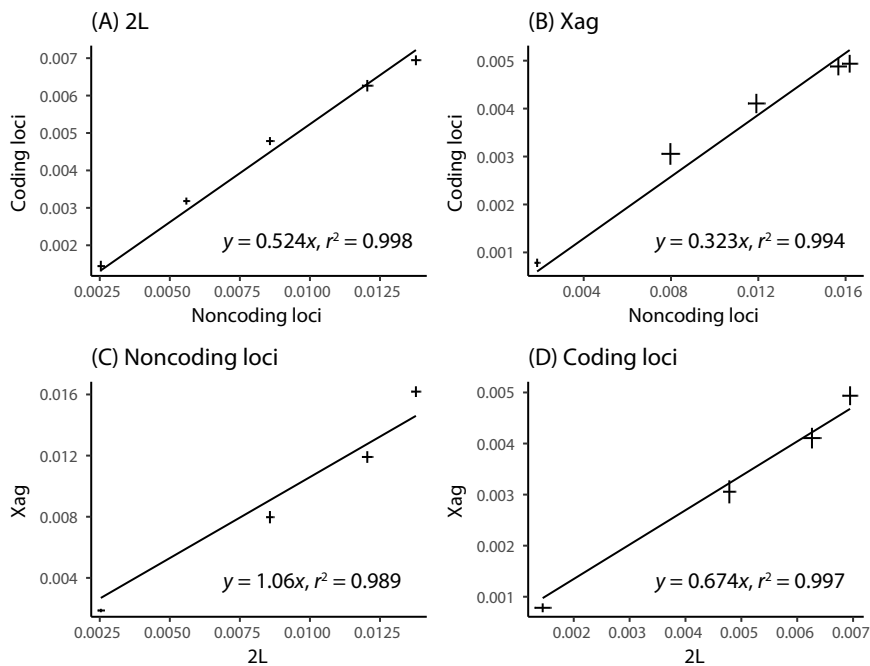 (A) 2L
0.007
0.006
0.005
0.004
0.003
0.002
Coding loci
y = 0.524x, r² = 0.998
0.0025 0.0050 0.0075 0.0100 0.0125
Noncoding loci
(B) Xag
0.005
0.004
0.003
0.002
0.001
Coding loci
y = 0.323x, r² = 0.994
0.004 0.008 0.012 0.016
Noncoding loci
(C) Noncoding loci
0.016
0.012
0.008
0.004
Xag
y = 1.06x, r² = 0.989
0.0025 0.0050 0.0075 0.0100 0.0125
2L
(D) Coding loci
0.005
0.004
0.003
0.002
0.001
Xag
y = 0.674x, r² = 0.997
0.002 0.003 0.004 0.005 0.006 0.007
2L